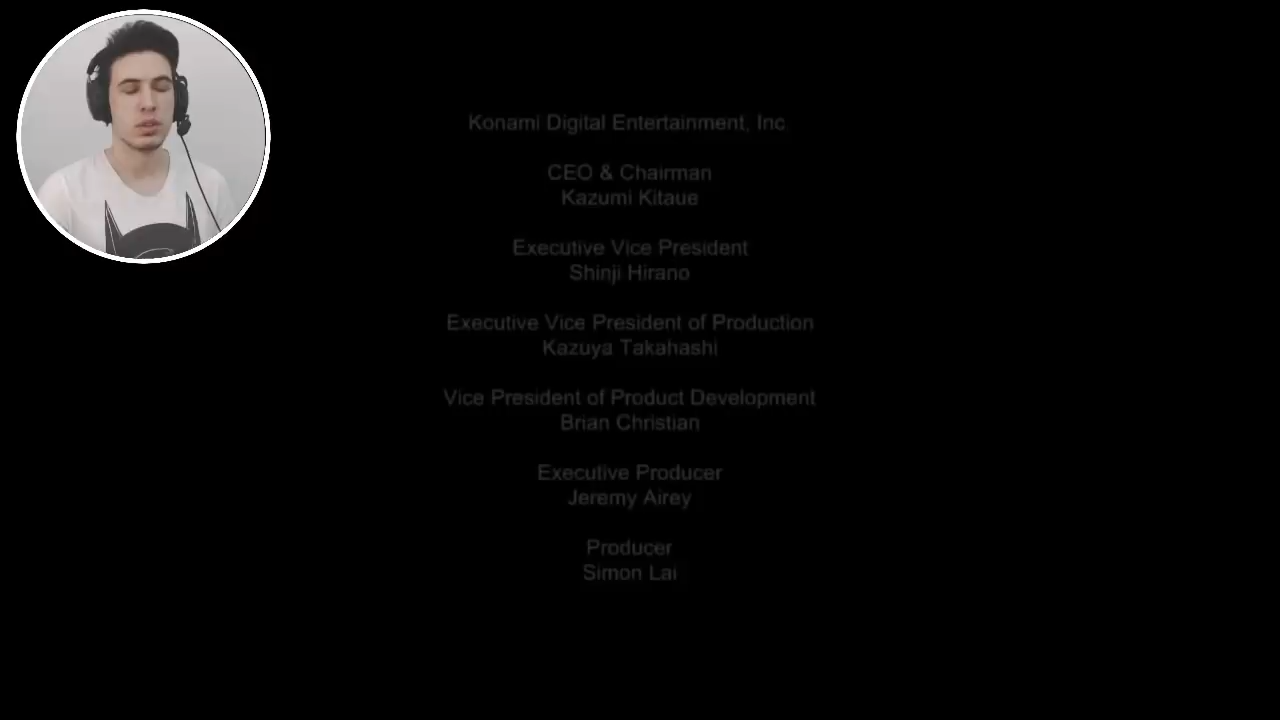 Konami Digital Entertainment, Inc.
CEO & Chairman
Kazumi Kitaue
Executive Vice President
Shinji Hirano
Executive Vice President of Production
Kazuya Takahashi
Vice President of Product Development
Brian Christian
Executive Producer
Jeremy Airey
Producer
Simon Lai